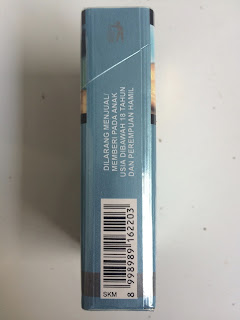 DILARANG MENJUAL/
MEMBERI PADA ANAK
USIA DIBAWAH 18 TAHUN
DAN PEREMPUAN HAMIL
8 998989 162203
SKM